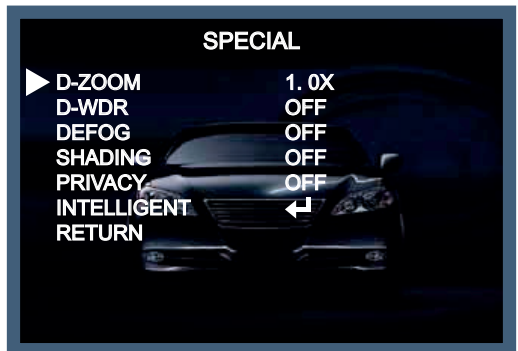 SPECIAL
D-ZOOM 1. 0X
D-WDR OFF
DEFOG OFF
SHADING OFF
PRIVACY OFF
INTELLIGENT ↵
RETURN